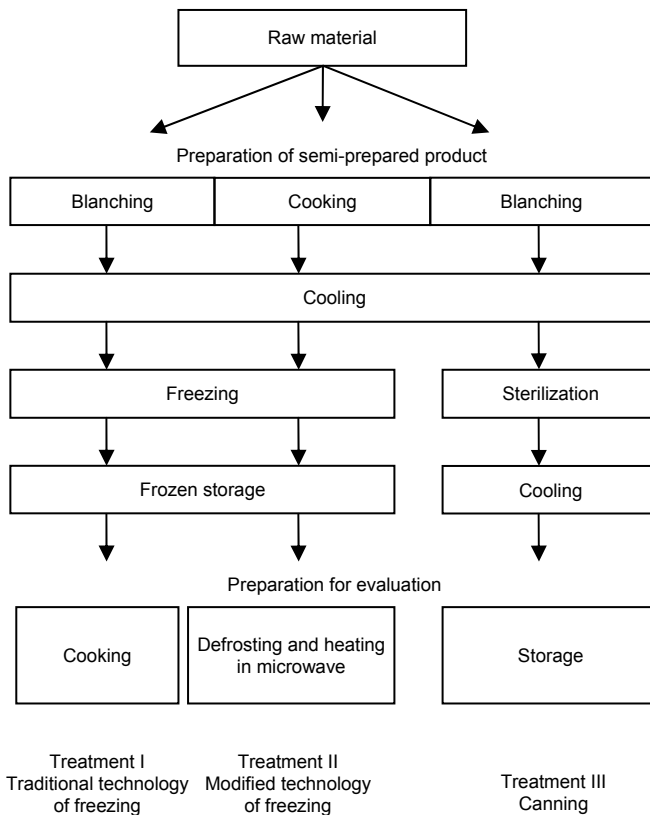 Raw material
Preparation of semi-prepared product
Blanching
Cooking
Blanching
Cooling
Freezing
Sterilization
Frozen storage
Cooling
Preparation for evaluation
Cooking
Defrosting and heating
in microwave
Storage
Treatment I
Traditional technology
of freezing
Treatment II
Modified technology
of freezing
Treatment III
Canning